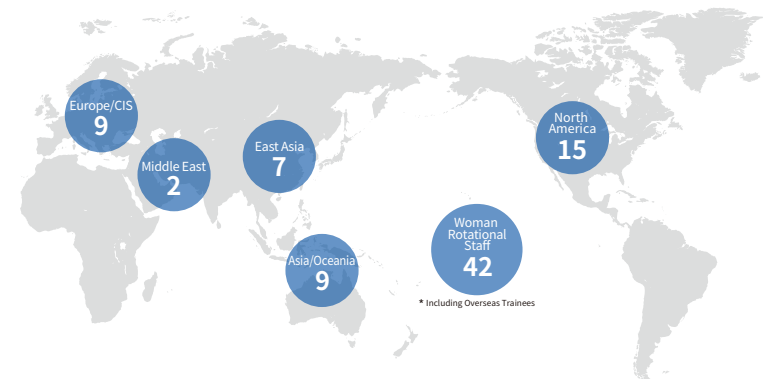 Europe/CIS
9
Middle East
2
East Asia
7
Asia/Oceania
9
North
America
15
Woman
Rotational
Staff
42
* Including Overseas Trainees